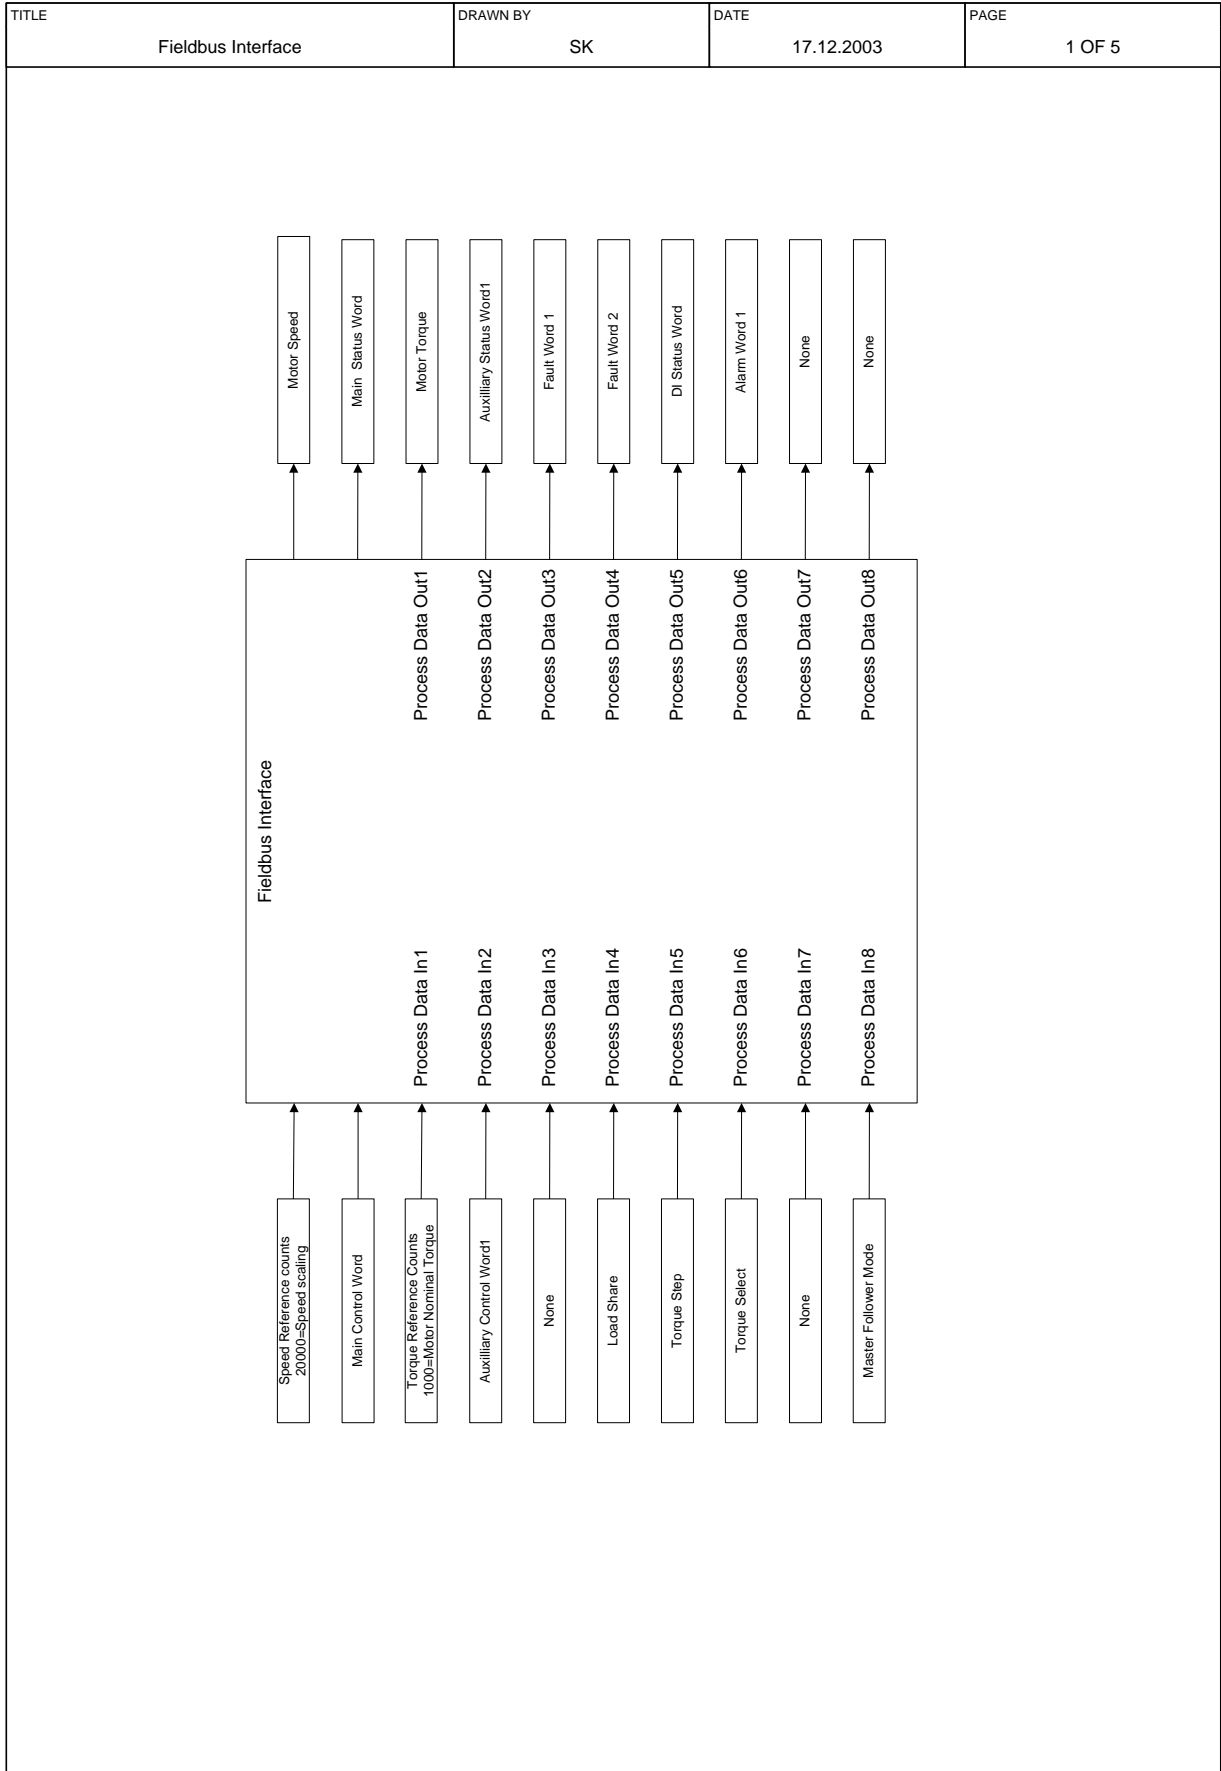 TITLE
Fieldbus Interface
DRAWN BY
SK
DATE
17.12.2003
PAGE
1 OF 5
Motor Speed
Main Status Word
Motor Torque
Auxilliary Status Word1
Fault Word 1
Fault Word 2
DI Status Word
Alarm Word 1
None
None
Fieldbus Interface
Process Data Out1
Process Data Out2
Process Data Out3
Process Data Out4
Process Data Out5
Process Data Out6
Process Data Out7
Process Data Out8
Process Data In1
Process Data In2
Process Data In3
Process Data In4
Process Data In5
Process Data In6
Process Data In7
Process Data In8
Speed Reference counts
20000=Speed scaling
Main Control Word
Torque Reference Counts
1000=Motor Nominal Torque
Auxilliary Control Word1
None
Load Share
Torque Step
Torque Select
None
Master Follower Mode